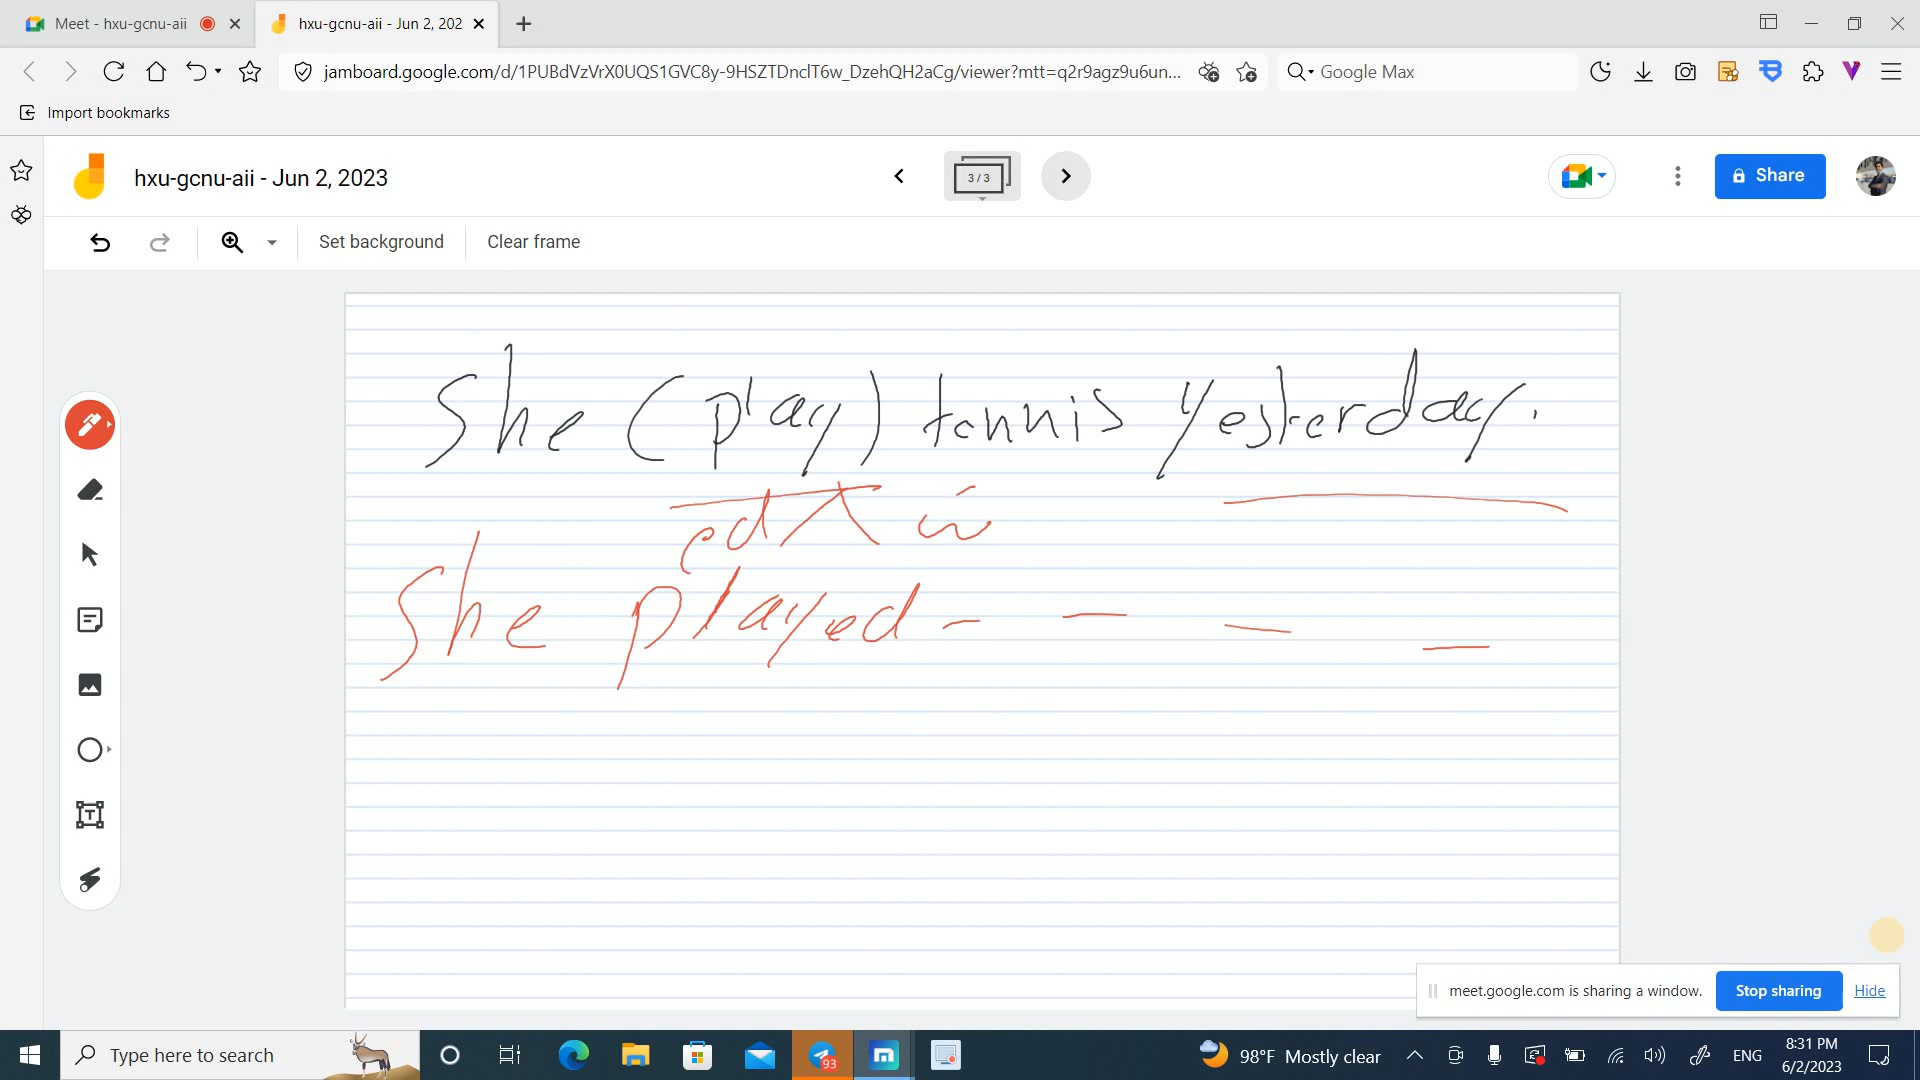 Meet - hxu-gcnu-aii
hxu-gcnu-aii - Jun 2, 202
jamboard.google.com/d/1PUBdVzVrX0UQS1GVC8y-9HSZTDnclT6w_DzehQH2aCg/viewer?mtt=q2r9agz9u6un...
Google Max
Import bookmarks
hxu-gcnu-aii - Jun 2, 2023
3 / 3
Share
Set background
Clear frame
She (play) tennis yesterday.
ed
She played - - - -
meet.google.com is sharing a window.
Stop sharing
Hide
Type here to search
93
98°F Mostly clear
ENG
8:31 PM
6/2/2023